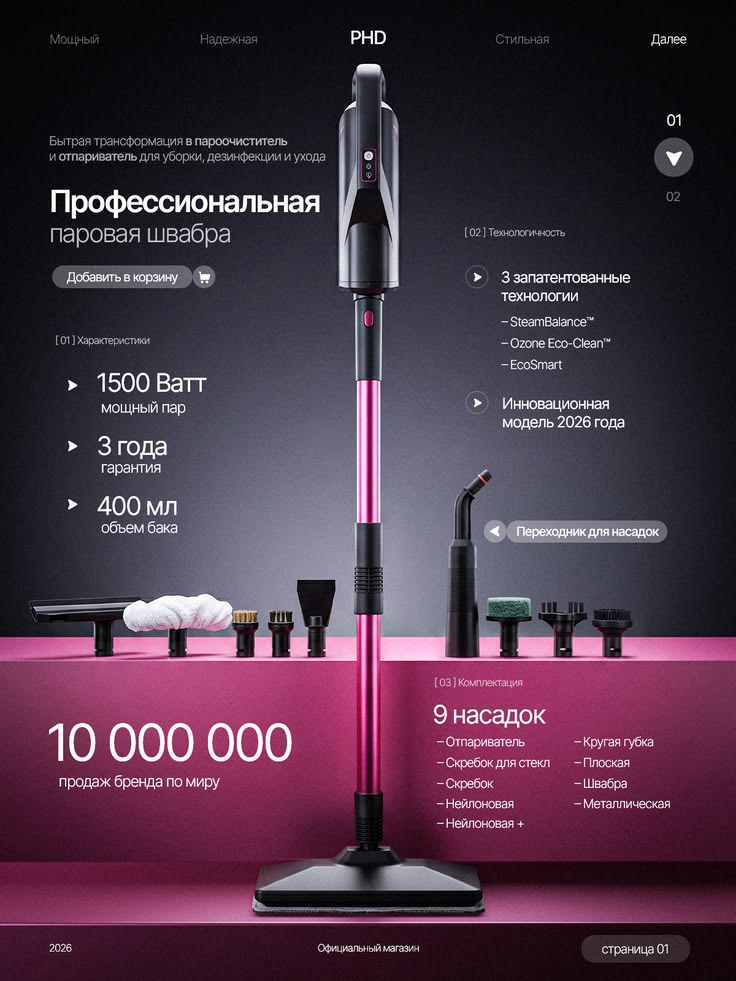 Мощный
Надежная
PHD
Стильная
Далее
01
02
Бытрая трансформация в пароочиститель
и отпариватель для уборки, дезинфекции и ухода
Профессиональная
паровая швабра
Добавить в корзину
[ 01 ] Характеристики
1500 Ватт
мощный пар
3 года
гарантия
400 мл
объем бака
[ 02 ] Технологичность
3 запатентованные
технологии
– SteamBalance™
– Ozone Eco-Clean™
– EcoSmart
Инновационная
модель 2026 года
Переходник для насадок
10 000 000
продаж бренда по миру
[ 03 ] Комплектация
9 насадок
– Отпариватель
– Скребок для стекл
– Скребок
– Нейлоновая
– Нейлоновая +
– Кругая губка
– Плоская
– Швабра
– Металлическая
2026
Официальный магазин
страница 01